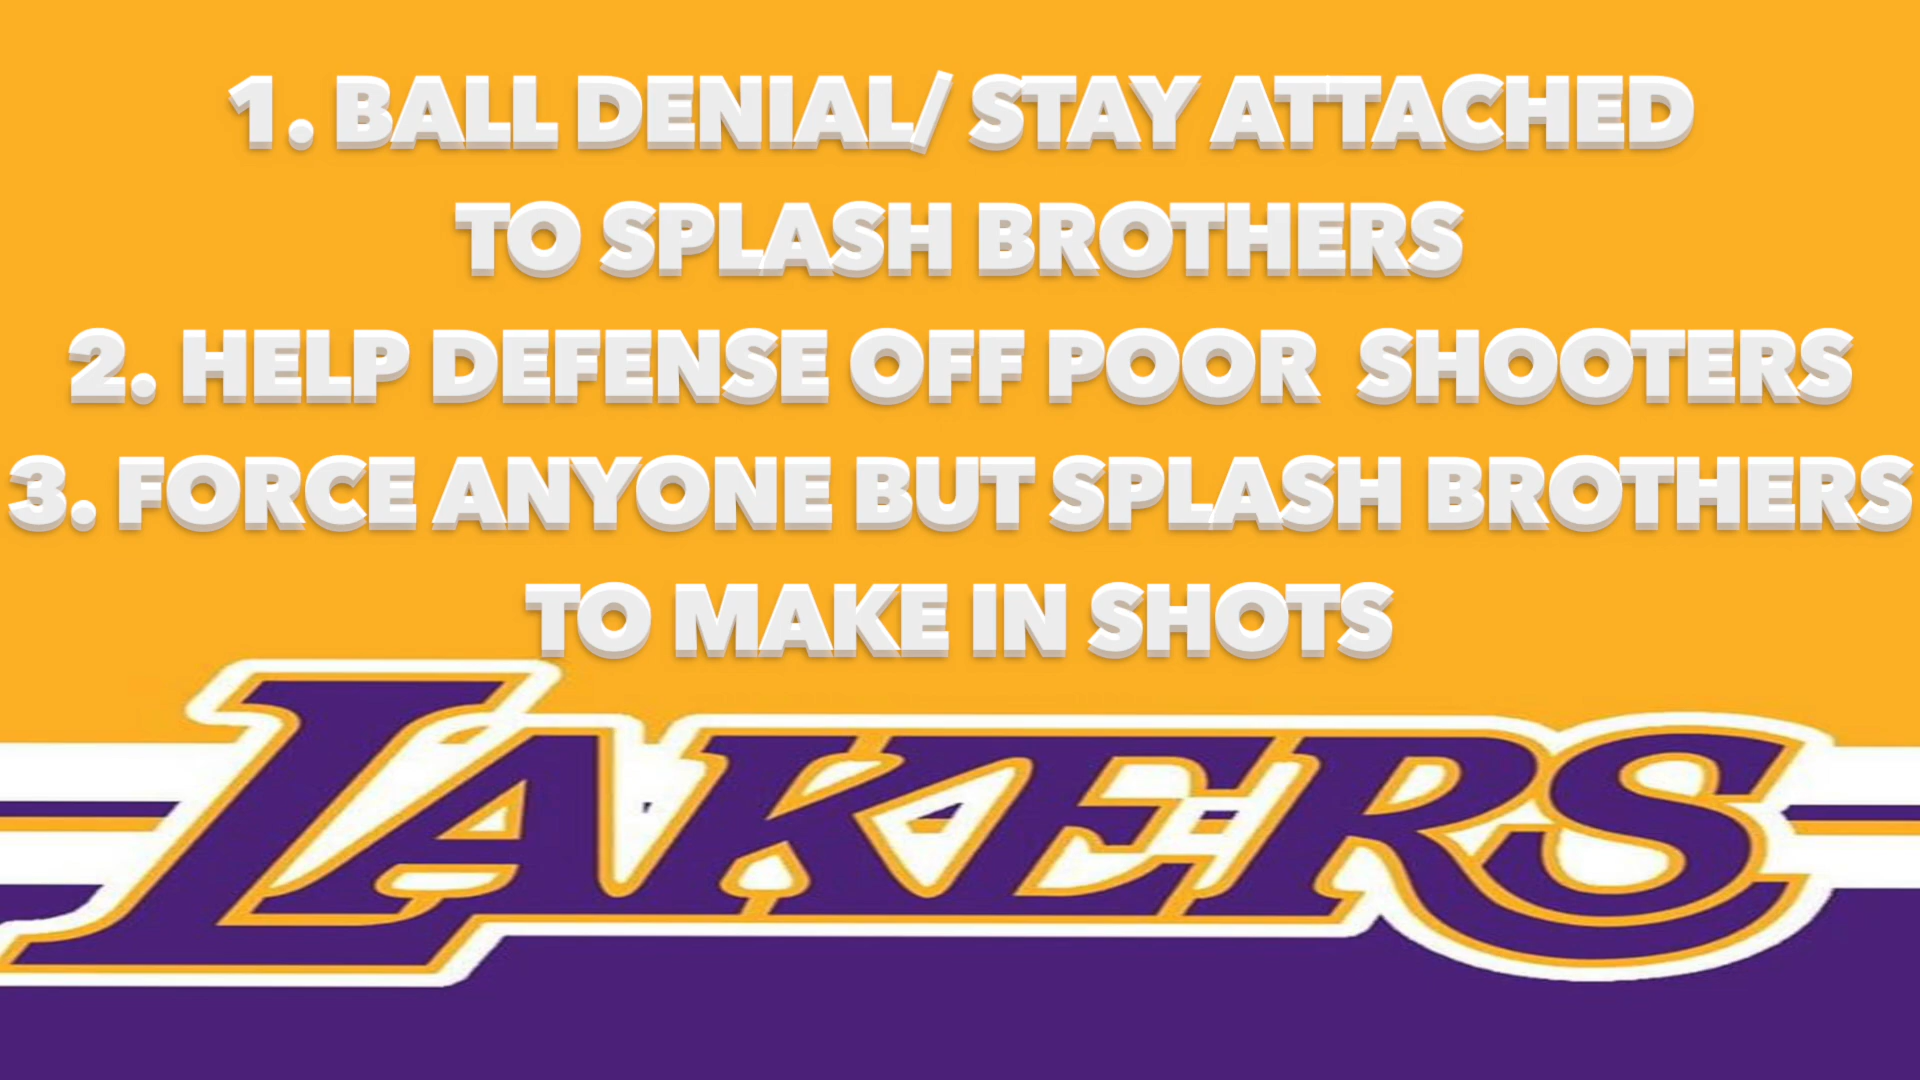 1. BALL DENIAL/ STAY ATTACHED
TO SPLASH BROTHERS
2. HELP DEFENSE OFF POOR SHOOTERS
3. FORCE ANYONE BUT SPLASH BROTHERS
TO MAKE IN SHOTS
LAKERS